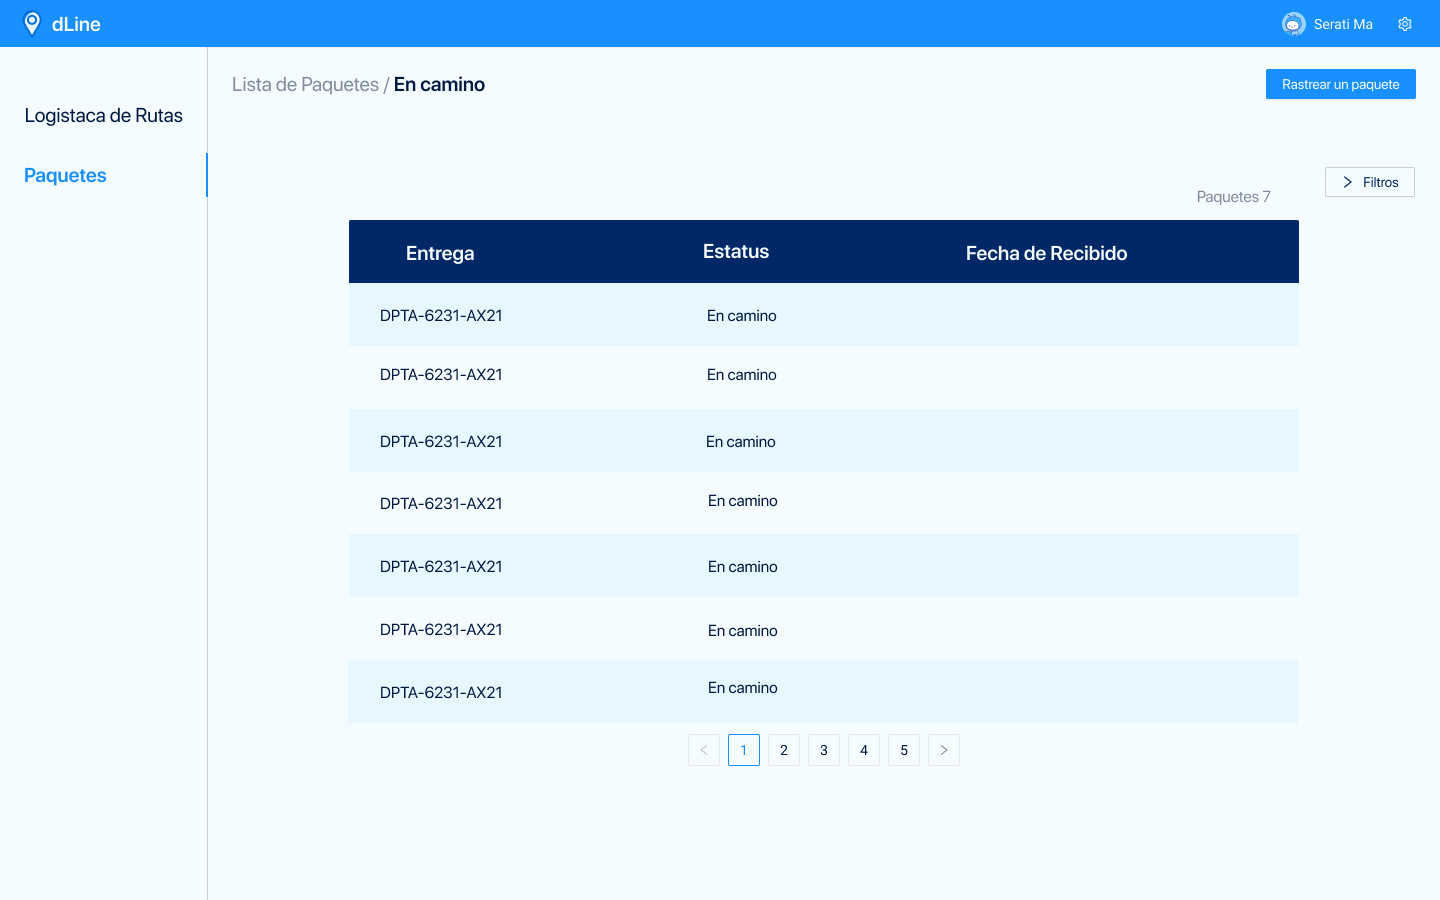 dLine
Serati Ma
Lista de Paquetes / En camino
Rastrear un paquete
Logistaca de Rutas
Paquetes
Filtros
Paquetes 7
Entrega Estatus Fecha de Recibido
DPTA-6231-AX21 En camino
DPTA-6231-AX21 En camino
DPTA-6231-AX21 En camino
DPTA-6231-AX21 En camino
DPTA-6231-AX21 En camino
DPTA-6231-AX21 En camino
DPTA-6231-AX21 En camino
< 1 2 3 4 5 >